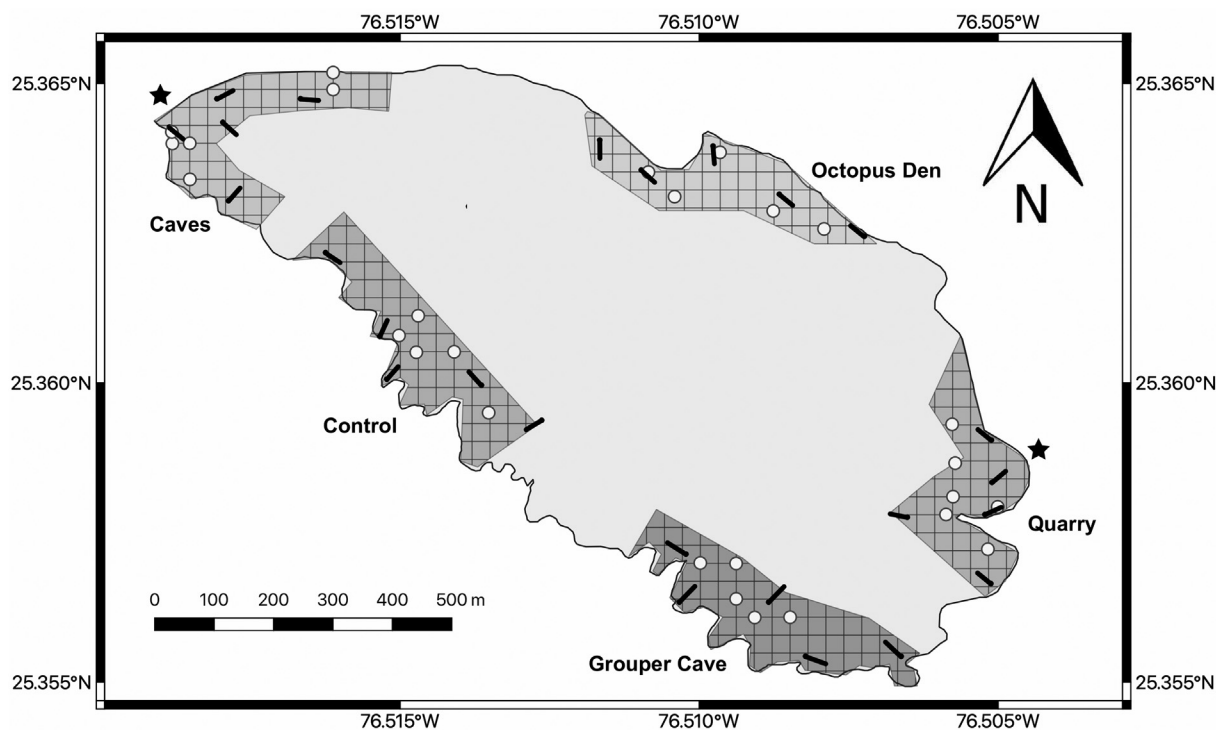 76.515°W 76.510°W 76.505°W
25.365°N 25.365°N
Octopus Den
N
Caves
25.360°N 25.360°N
Control
Quarry
0 100 200 300 400 500 m
Grouper Cave
25.355°N 25.355°N
76.515°W 76.510°W 76.505°W